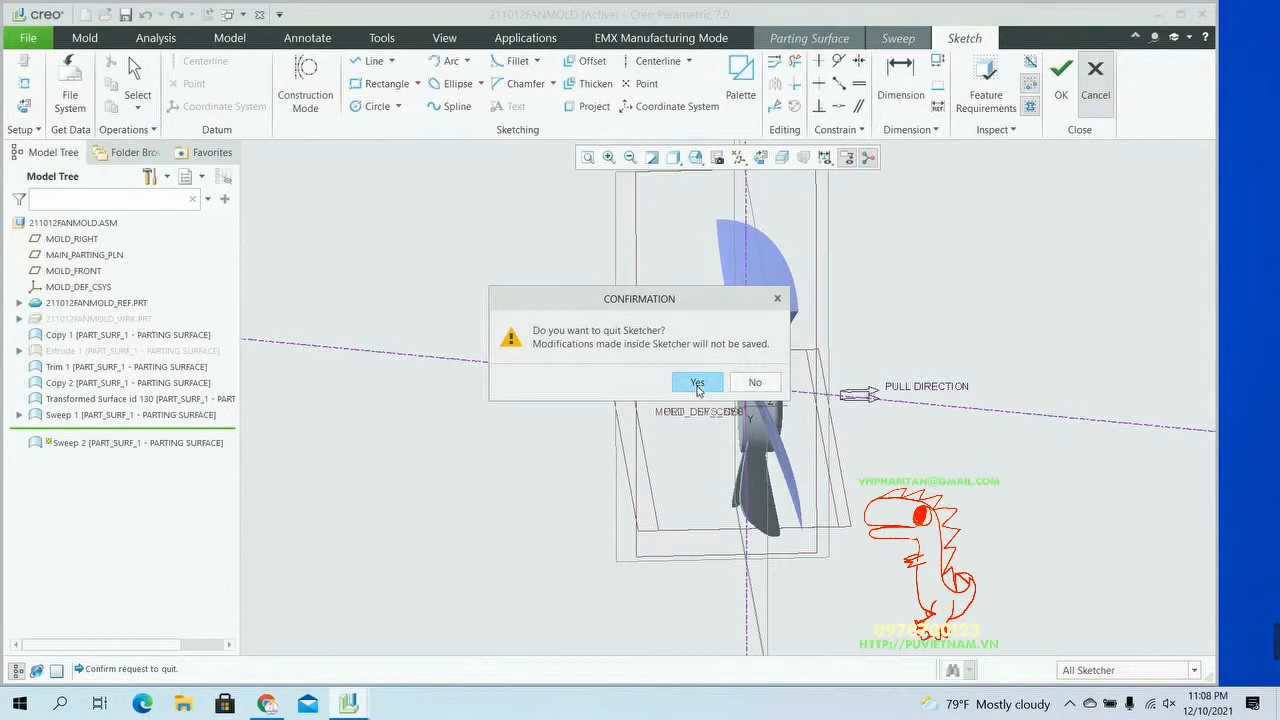 creo
211012FANMOLD (Active) - Creo Parametric 7.0
File Mold Analysis Model Annotate Tools View Applications EMX Manufacturing Mode Parting Surface Sweep Sketch
Centerline
Point
Coordinate System
File System
Select
Construction Mode
Line Arc Fillet Offset Centerline
Rectangle Ellipse Chamfer Thicken Point
Circle Spline Text Project Coordinate System
Palette
Dimension
Feature Requirements
OK
Cancel
Setup Get Data Operations Datum Sketching Editing Constrain Dimension Inspect Close
Model Tree Folder Bro Favorites
Model Tree
211012FANMOLD.ASM
MOLD_RIGHT
MAIN_PARTING_PLN
MOLD_FRONT
MOLD_DEF_CSYS
211012FANMOLD_REF.PRT
211012FANMOLD_WRK.PRT
Copy 1 [PART_SURF_1 - PARTING SURFACE]
Extrude 1 [PART_SURF_1 - PARTING SURFACE]
Trim 1 [PART_SURF_1 - PARTING SURFACE]
Copy 2 [PART_SURF_1 - PARTING SURFACE]
Transformed Surface id 130 [PART_SURF_1 - PART
Sweep 1 [PART_SURF_1 - PARTING SURFACE]
Sweep 2 [PART_SURF_1 - PARTING SURFACE]
CONFIRMATION
Do you want to quit Sketcher?
Modifications made inside Sketcher will not be saved.
Yes No
PULL DIRECTION
Y
VNPHAMTAN@GMAIL.COM
HTTP://PUVIETNAM.VN
Confirm request to quit.
All Sketcher
79°F Mostly cloudy
11:08 PM
12/10/2021